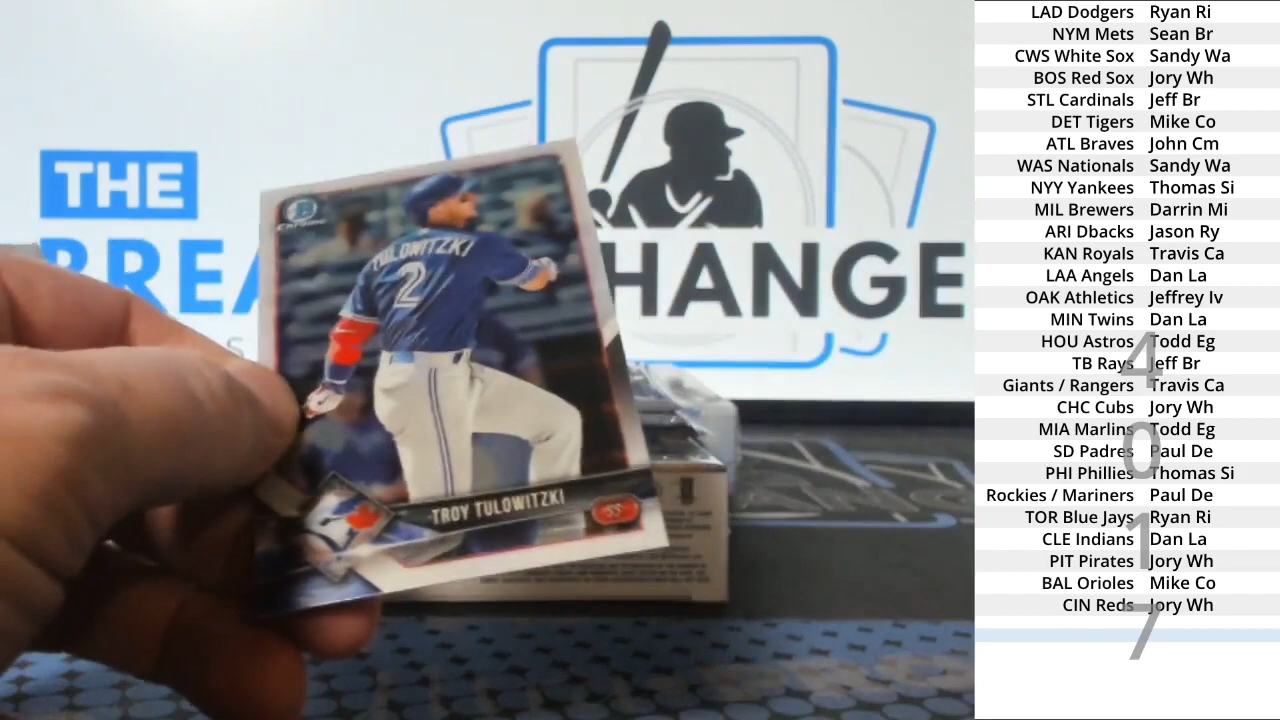 THE
BREA
HANGE
S
CHROME
TULOWITZKI
2
TROY TULOWITZKI
SS
LAD Dodgers Ryan Ri
NYM Mets Sean Br
CWS White Sox Sandy Wa
BOS Red Sox Jory Wh
STL Cardinals Jeff Br
DET Tigers Mike Co
ATL Braves John Cm
WAS Nationals Sandy Wa
NYY Yankees Thomas Si
MIL Brewers Darrin Mi
ARI Dbacks Jason Ry
KAN Royals Travis Ca
LAA Angels Dan La
OAK Athletics Jeffrey Iv
MIN Twins Dan La
HOU Astros Todd Eg
TB Rays Jeff Br
Giants / Rangers Travis Ca
CHC Cubs Jory Wh
MIA Marlins Todd Eg
SD Padres Paul De
PHI Phillies Thomas Si
Rockies / Mariners Paul De
TOR Blue Jays Ryan Ri
CLE Indians Dan La
PIT Pirates Jory Wh
BAL Orioles Mike Co
CIN Reds Jory Wh
4
0
1
7